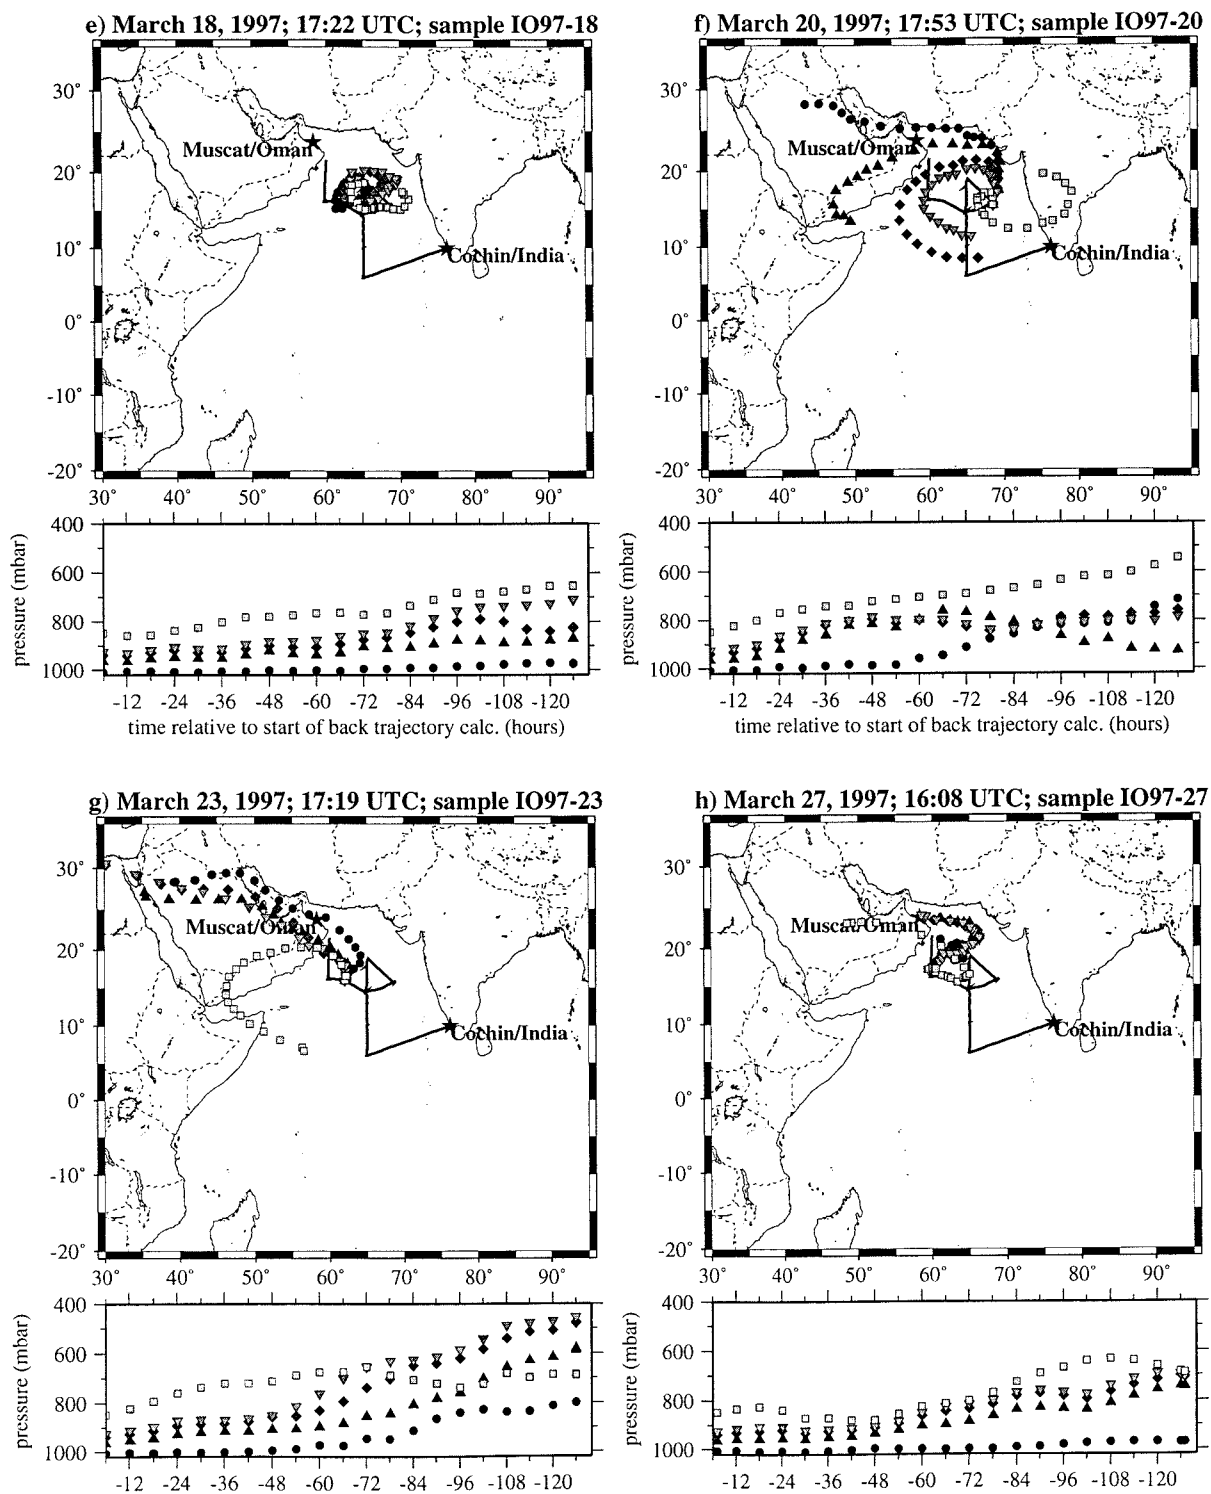 e) March 18, 1997; 17:22 UTC; sample IO97-18
f) March 20, 1997; 17:53 UTC; sample IO97-20
30°
20°
10°
0°
-10°
-20°
Muscat/Oman
Cochin/India
30° 40° 50° 60° 70° 80° 90°
30°
20°
10°
0°
-10°
-20°
Muscat/Oman
Cochin/India
30° 40° 50° 60° 70° 80° 90°
pressure (mbar)
400
600
800
1000
-12 -24 -36 -48 -60 -72 -84 -96 -108 -120
time relative to start of back trajectory calc. (hours)
pressure (mbar)
400
600
800
1000
-12 -24 -36 -48 -60 -72 -84 -96 -108 -120
time relative to start of back trajectory calc. (hours)
g) March 23, 1997; 17:19 UTC; sample IO97-23
h) March 27, 1997; 16:08 UTC; sample IO97-27
30°
20°
10°
0°
-10°
-20°
Muscat/Oman
Cochin/India
30° 40° 50° 60° 70° 80° 90°
30°
20°
10°
0°
-10°
-20°
Muscat/Oman
Cochin/India
30° 40° 50° 60° 70° 80° 90°
pressure (mbar)
400
600
800
1000
-12 -24 -36 -48 -60 -72 -84 -96 -108 -120
pressure (mbar)
400
600
800
1000
-12 -24 -36 -48 -60 -72 -84 -96 -108 -120